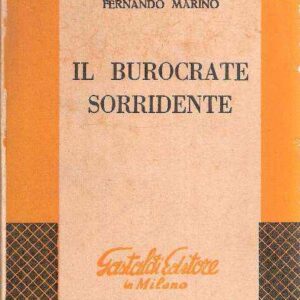 FERNANDO MARINO
IL BUROCRATE
SORRIDENTE
Gastaldi Editore
in Milano